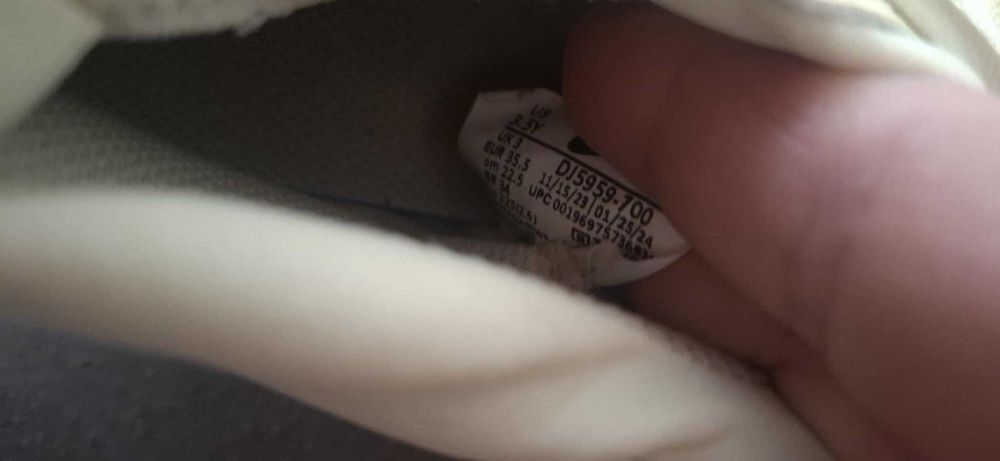 US
3.5Y
UK 3
EUR 35.5
cm 22.5
DJ5959-700
11/15/23 01/25/24
UPC 0019697573683